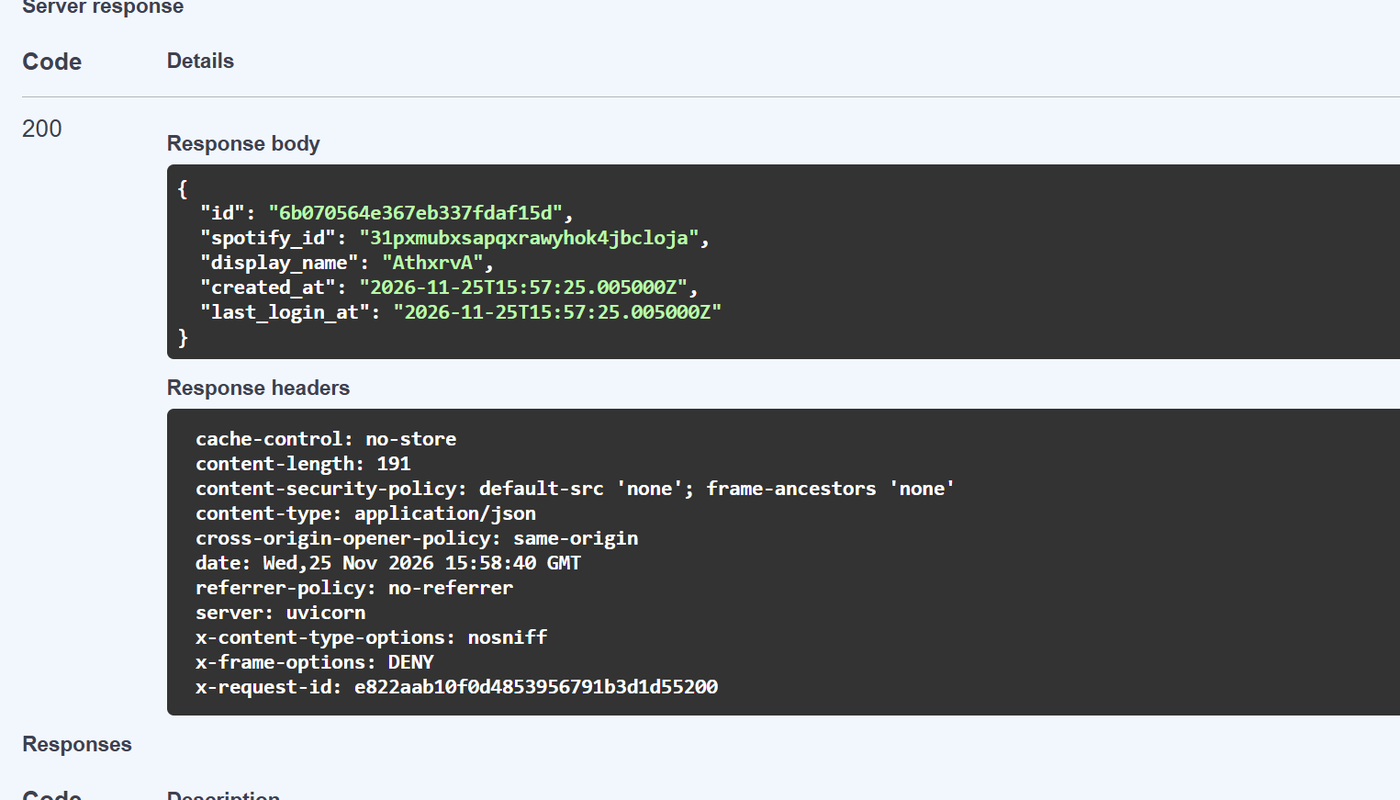 Server response
Code Details
200
Response body
{
"id": "6b070564e367eb337fdaf15d",
"spotify_id": "31pxmubxsapqxrawyhok4jbcloja",
"display_name": "AthxrvA",
"created_at": "2026-11-25T15:57:25.005000Z",
"last_login_at": "2026-11-25T15:57:25.005000Z"
}
Response headers
cache-control: no-store
content-length: 191
content-security-policy: default-src 'none'; frame-ancestors 'none'
content-type: application/json
cross-origin-opener-policy: same-origin
date: Wed,25 Nov 2026 15:58:40 GMT
referrer-policy: no-referrer
server: uvicorn
x-content-type-options: nosniff
x-frame-options: DENY
x-request-id: e822aab10f0d4853956791b3d1d55200
Responses
Code Description